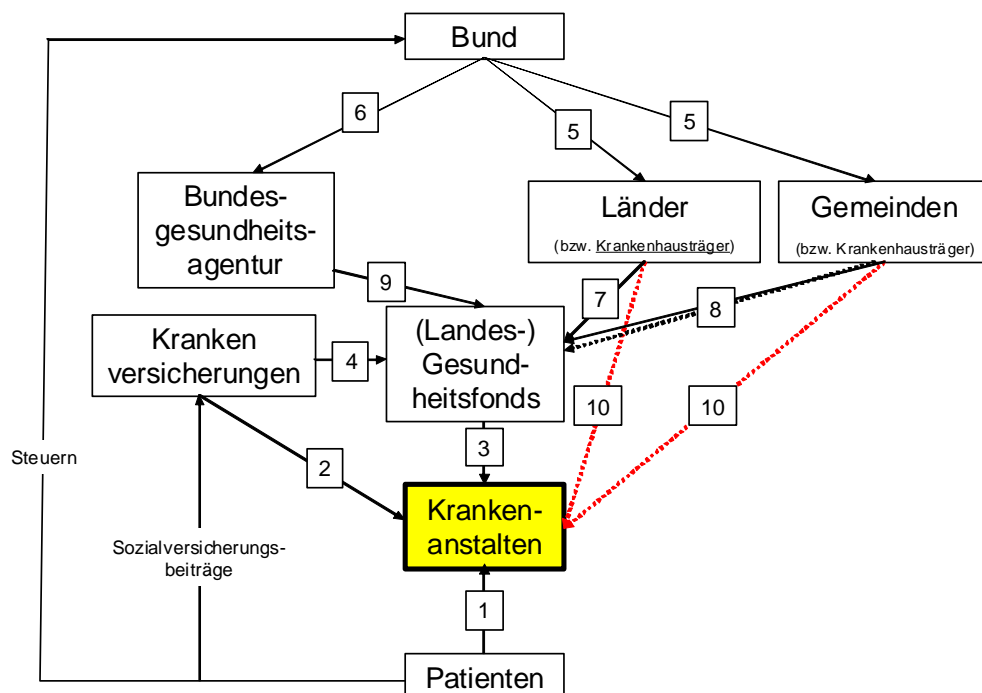 Bund
6
5
5
Bundes-
gesundheits-
agentur
Länder
(bzw. Krankenhausträger)
Gemeinden
(bzw. Krankenhausträger)
9
7
8
(Landes-)
Gesund-
heitsfonds
Kranken
versicherungen
4
10
10
3
2
Steuern
Kranken-
anstalten
Sozialversicherungs-
beiträge
1
Patienten